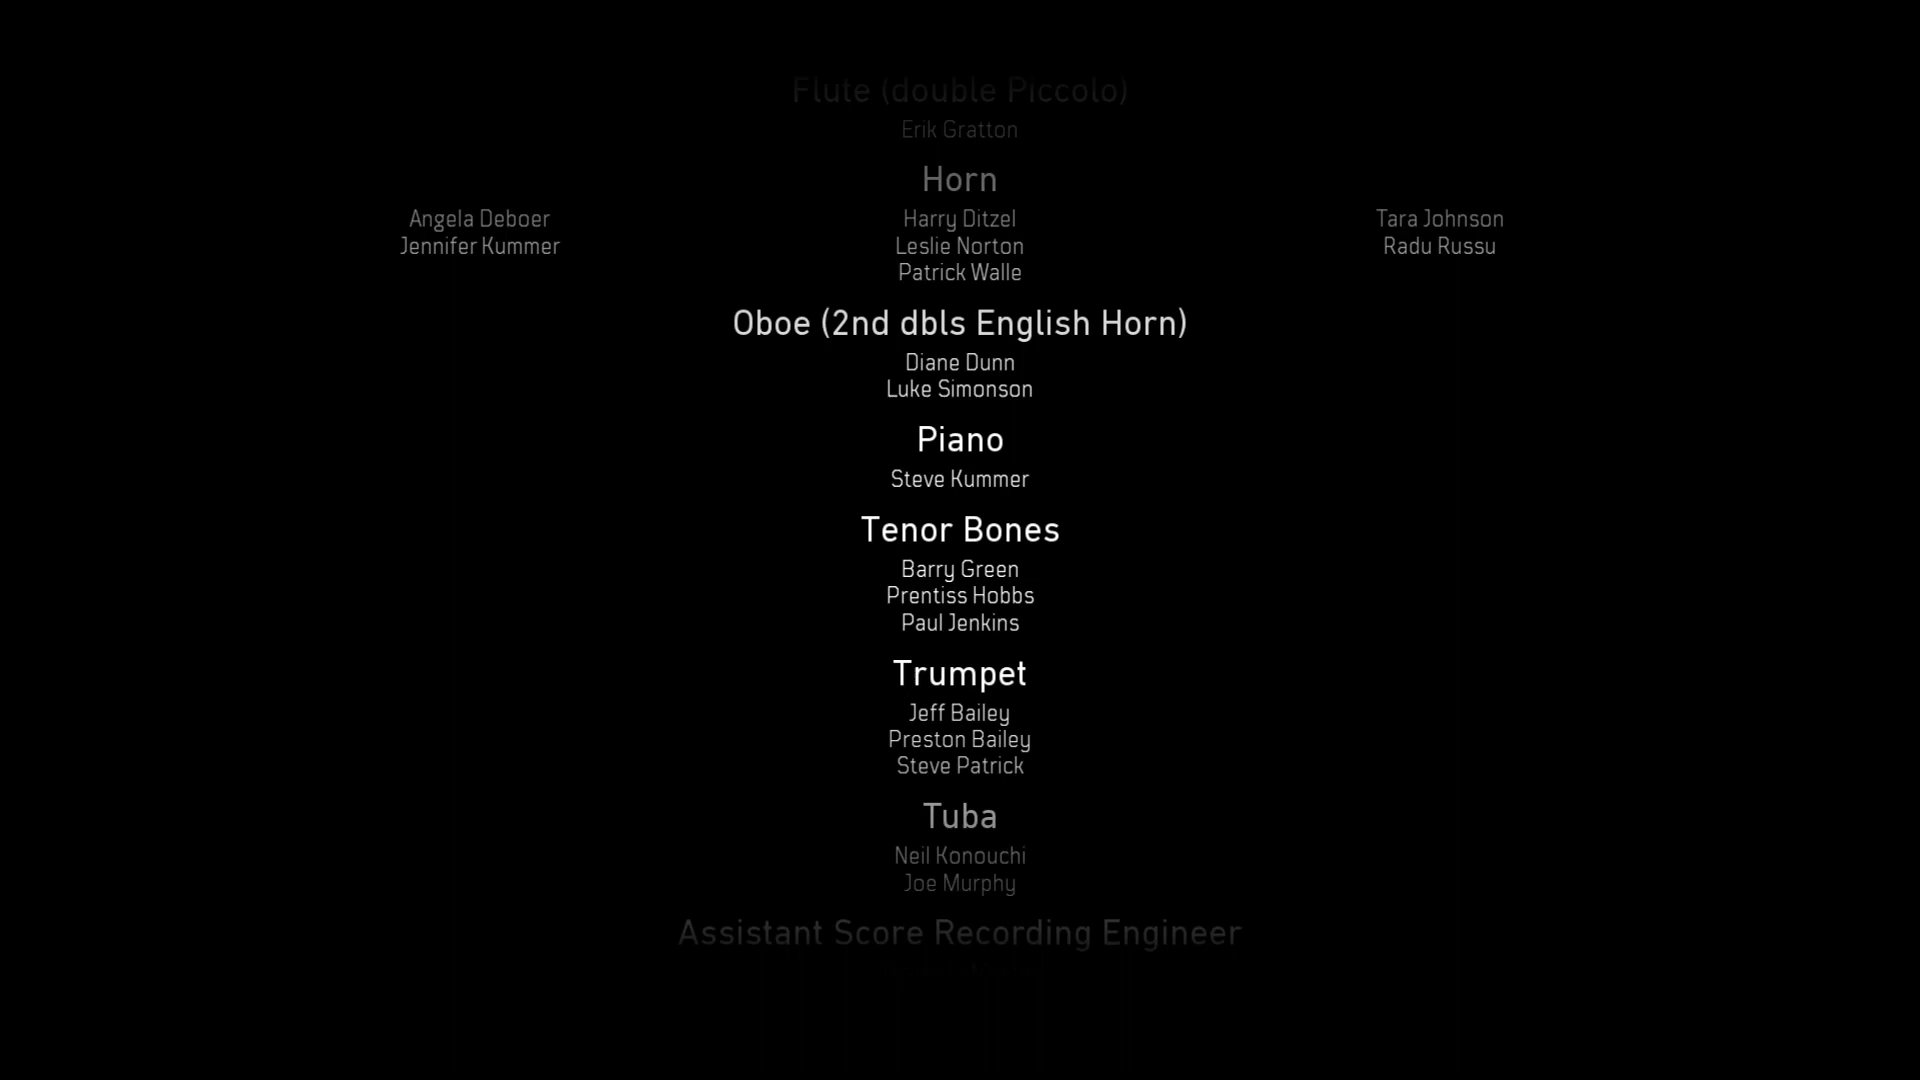 Flute (double Piccolo)
Erik Gratton
Horn
Angela Deboer Harry Ditzel Tara Johnson
Jennifer Kummer Leslie Norton Radu Russu
Patrick Walle
Oboe (2nd dbls English Horn)
Diane Dunn
Luke Simonson
Piano
Steve Kummer
Tenor Bones
Barry Green
Prentiss Hobbs
Paul Jenkins
Trumpet
Jeff Bailey
Preston Bailey
Steve Patrick
Tuba
Neil Konouchi
Joe Murphy
Assistant Score Recording Engineer